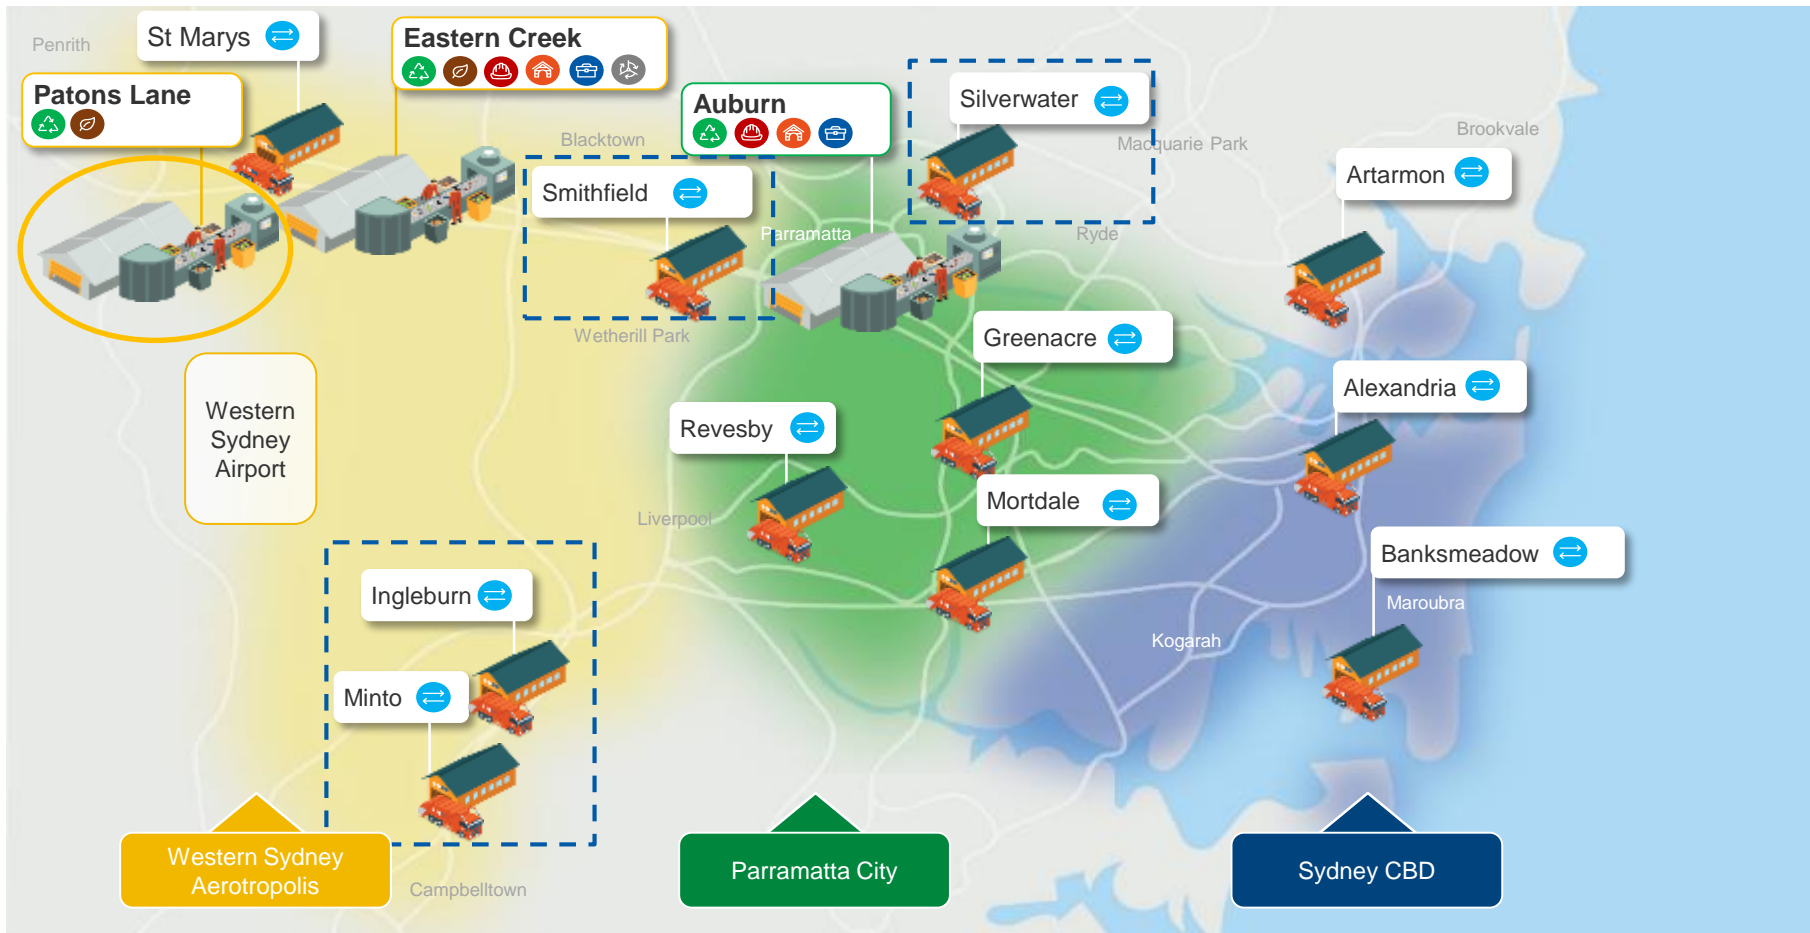 Penrith
St Marys
Eastern Creek
Patons Lane
Auburn
Silverwater
Blacktown
Macquarie Park
Brookvale
Artarmon
Smithfield
Parramatta
Ryde
Wetherill Park
Greenacre
Western
Sydney
Airport
Alexandria
Revesby
Mortdale
Liverpool
Banksmeadow
Ingleburn
Maroubra
Kogarah
Minto
Western Sydney
Aerotropolis
Parramatta City
Sydney CBD
Campbelltown